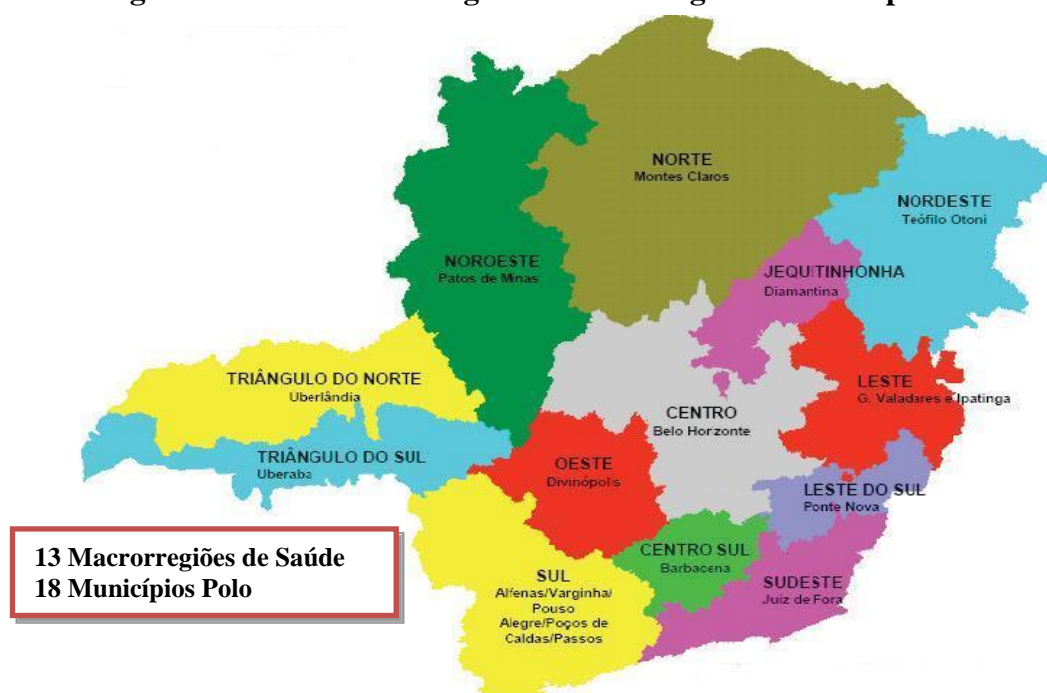 NORTE
Montes Claros
NORDESTE
Teófilo Otoni
NOROESTE
Patos de Minas
JEQUITINHONHA
Diamantina
TRIÂNGULO DO NORTE
Uberlândia
LESTE
G. Valadares e Ipatinga
CENTRO
Belo Horzonte
TRIÂNGULO DO SUL
Uberaba
OESTE
Divinópolis
LESTE DO SUL
Ponte Nova
CENTRO SUL
Barbacena
SUDESTE
Juiz de Fora
SUL
Alfenas/Varginha/
Pouso
Alegre/Poços de
Caldas/Passos
13 Macrorregiões de Saúde
18 Municípios Polo